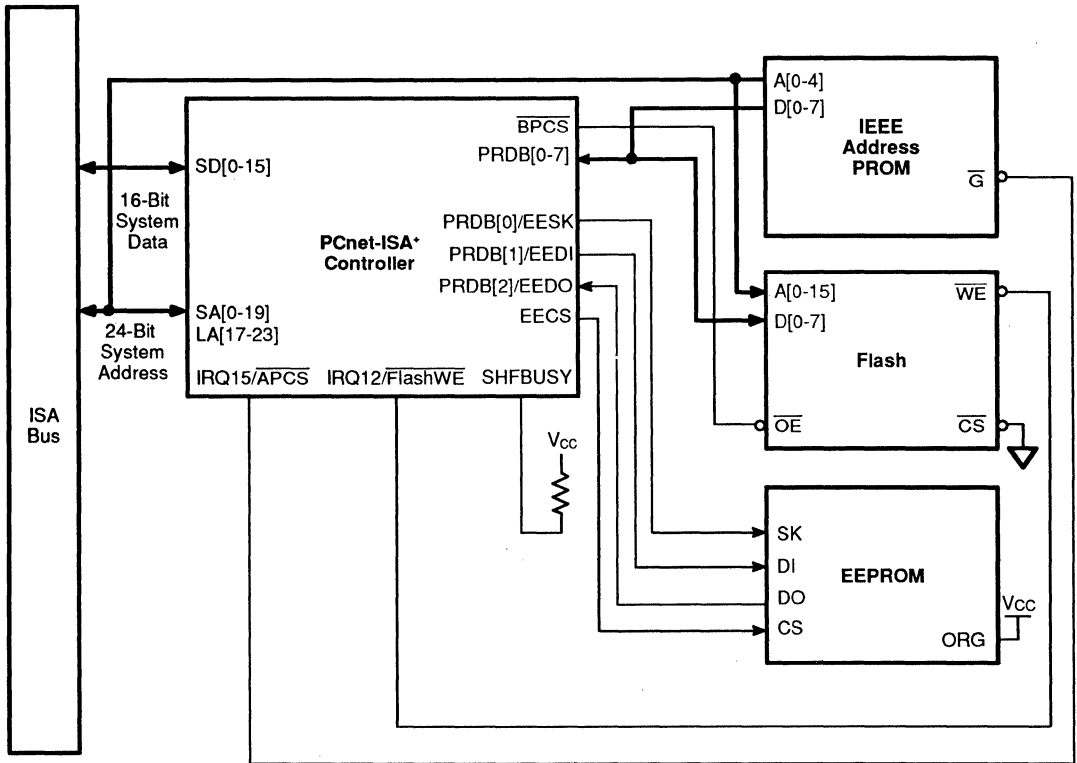 ISA
Bus
16-Bit
System
Data
24-Bit
System
Address
SD[0-15]
SA[0-19]
LA[17-23]
PCnet-ISA+
Controller
BPCS
PRDB[0-7]
PRDB[0]/EESK
PRDB[1]/EEDI
PRDB[2]/EEDO
EECS
IRQ15/APCS
IRQ12/FlashWE
SHFBUSY
VCC
A[0-4]
D[0-7]
IEEE
Address
PROM
G
A[0-15]
D[0-7]
WE
Flash
OE
CS
SK
DI
DO
CS
EEPROM
ORG
VCC